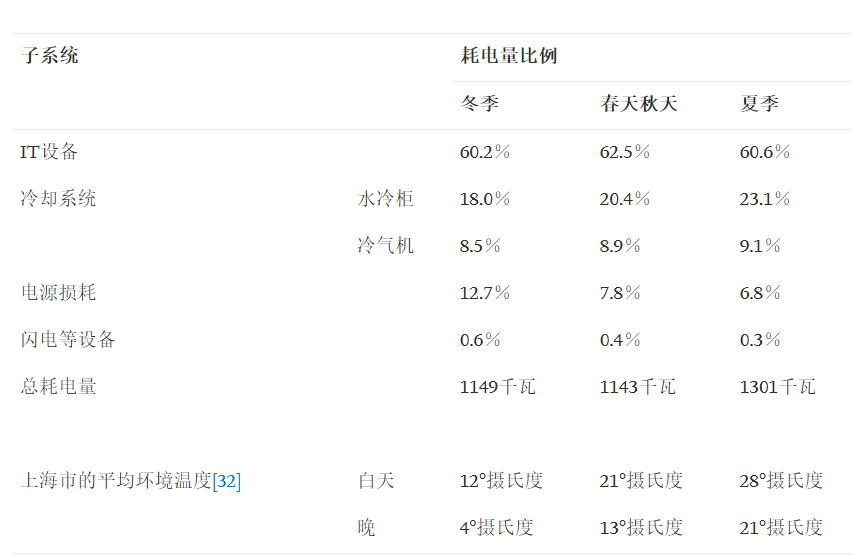 子系统 耗电量比例
冬季 春天秋天 夏季
IT设备 60.2% 62.5% 60.6%
冷却系统 水冷柜 18.0% 20.4% 23.1%
冷气机 8.5% 8.9% 9.1%
电源损耗 12.7% 7.8% 6.8%
闪电等设备 0.6% 0.4% 0.3%
总耗电量 1149千瓦 1143千瓦 1301千瓦
上海市的平均环境温度[32] 白天 12°摄氏度 21°摄氏度 28°摄氏度
晚 4°摄氏度 13°摄氏度 21°摄氏度